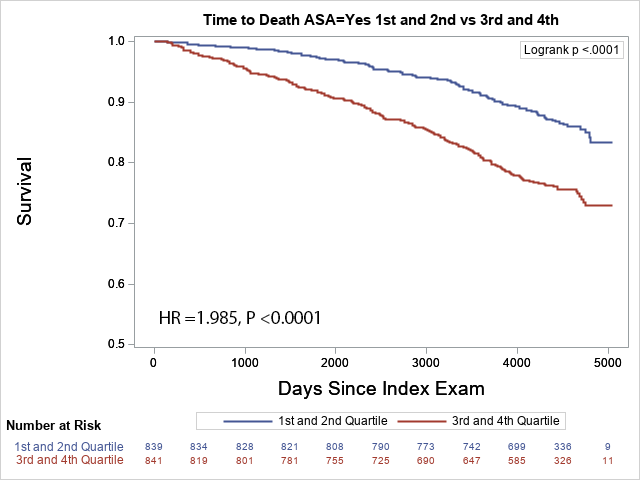 Time to Death ASA=Yes 1st and 2nd vs 3rd and 4th
Logrank p <.0001
1.0
0.9
0.8
0.7
0.6
0.5
Survival
HR =1.985, P <0.0001
0 1000 2000 3000 4000 5000
Days Since Index Exam
1st and 2nd Quartile 3rd and 4th Quartile
Number at Risk
1st and 2nd Quartile 839 834 828 821 808 790 773 742 699 336 9
3rd and 4th Quartile 841 819 801 781 755 725 690 647 585 326 11